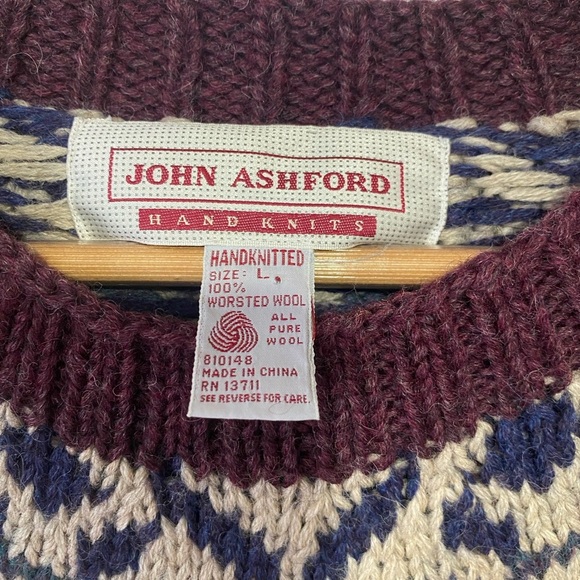 JOHN ASHFORD
HAND KNITS
HANDKNITTED
SIZE: L.
100%
WORSTED WOOL
ALL
PURE
WOOL
810148
MADE IN CHINA
RN 13711
SEE REVERSE FOR CARE.